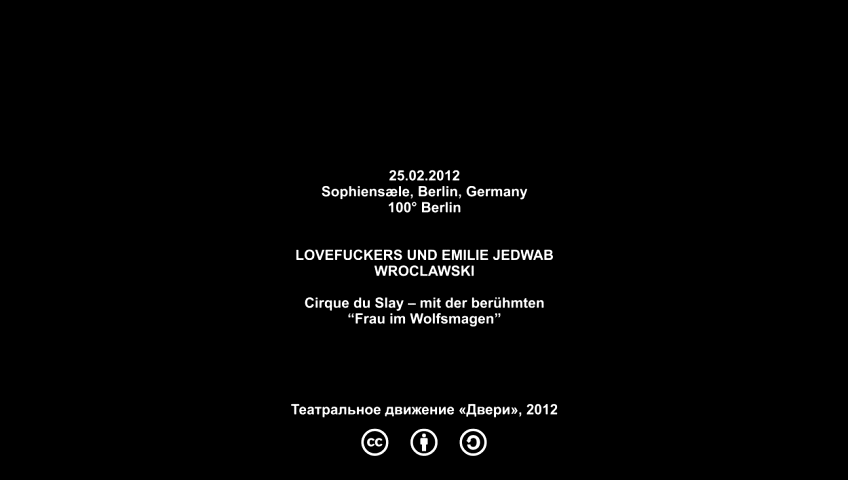 25.02.2012
Sophiensæle, Berlin, Germany
100° Berlin
LOVEFUCKERS UND EMILIE JEDWAB
WROCLAWSKI
Cirque du Slay – mit der berühmten
“Frau im Wolfsmagen”
Театральное движение «Двери», 2012
cc